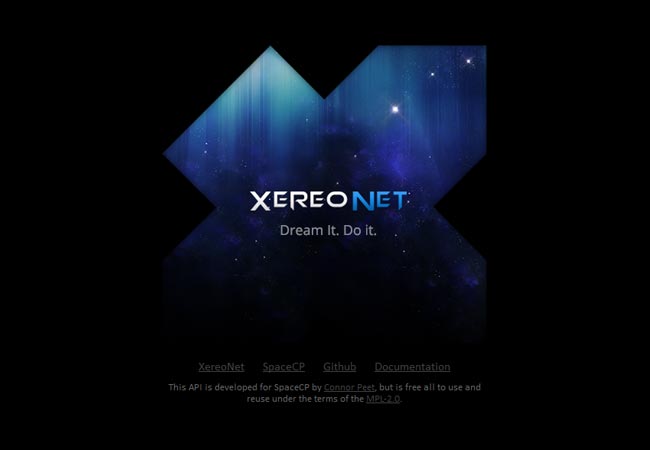 XEREONET
Dream It. Do it.
XereoNet SpaceCP Github Documentation
This API is developed for SpaceCP by Connor Peet, but is free all to use and
reuse under the terms of the MPL-2.0.